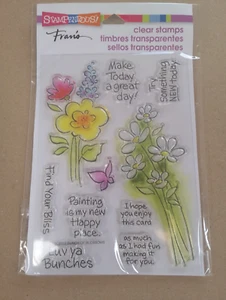 STAMPENDOUS!
Fran's
clear stamps
timbres transparentes
sellos transparentes
Make
Today
a great
day!
Try
Something
NEW today
Find Your Bliss
Painting
is my new
Happy
place.
I hope
you enjoy
this card
as much
as I had fun
making it
for you.
Luv ya
Bunches